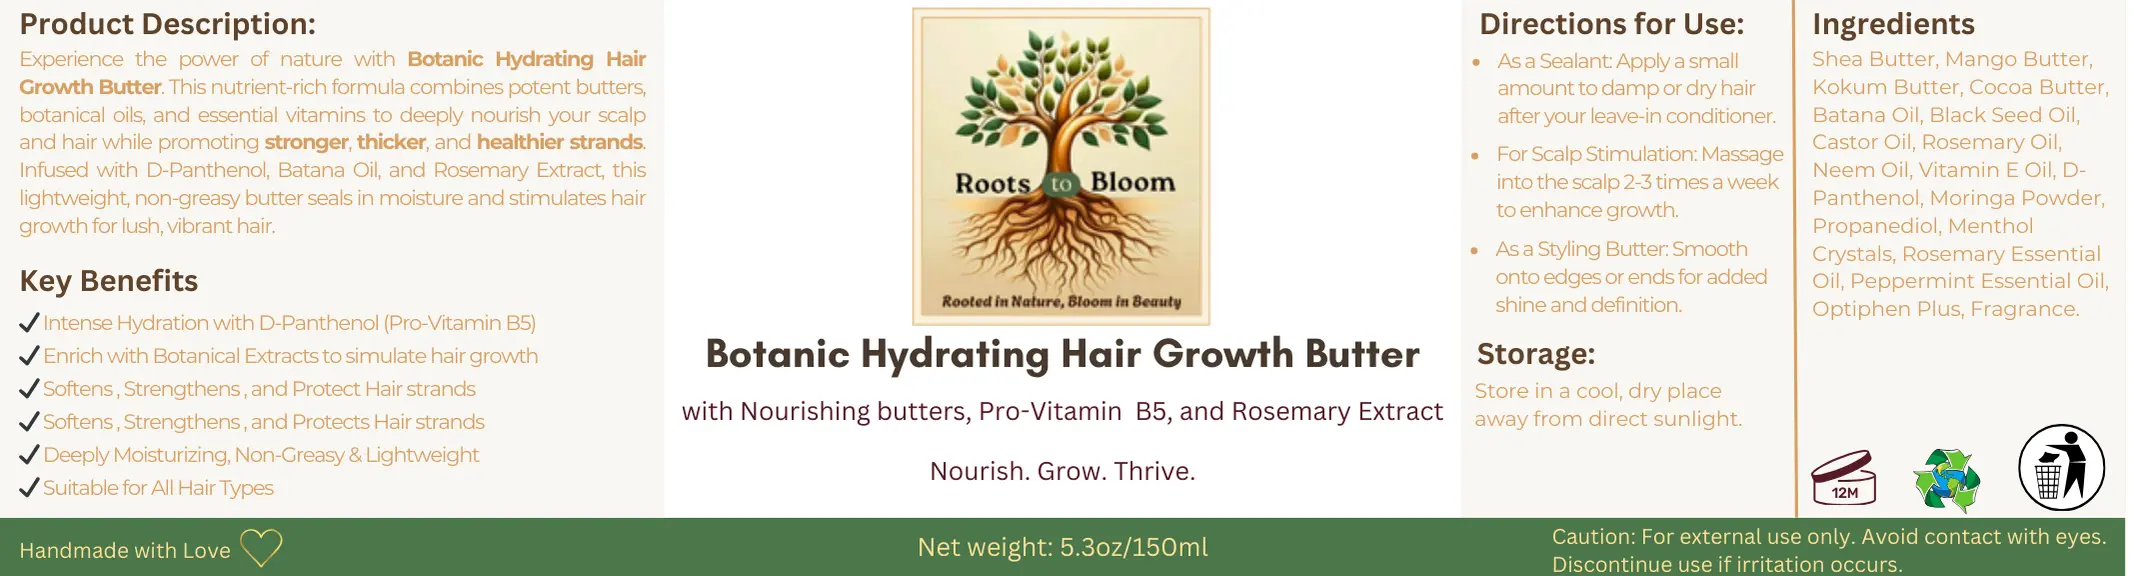 Product Description:
Experience the power of nature with Botanic Hydrating Hair
Growth Butter. This nutrient-rich formula combines potent butters,
botanical oils, and essential vitamins to deeply nourish your scalp
and hair while promoting stronger, thicker, and healthier strands.
Infused with D-Panthenol, Batana Oil, and Rosemary Extract, this
lightweight, non-greasy butter seals in moisture and stimulates hair
growth for lush, vibrant hair.
Key Benefits
✓ Intense Hydration with D-Panthenol (Pro-Vitamin B5)
✓ Enrich with Botanical Extracts to simulate hair growth
✓ Softens , Strengthens , and Protect Hair strands
✓ Softens , Strengthens , and Protects Hair strands
✓ Deeply Moisturizing, Non-Greasy & Lightweight
✓ Suitable for All Hair Types
Handmade with Love
Roots to Bloom
Rooted in Nature, Bloom in Beauty
Botanic Hydrating Hair Growth Butter
with Nourishing butters, Pro-Vitamin B5, and Rosemary Extract
Nourish. Grow. Thrive.
Net weight: 5.3oz/150ml
Directions for Use:
• As a Sealant: Apply a small
amount to damp or dry hair
after your leave-in conditioner.
• For Scalp Stimulation: Massage
into the scalp 2-3 times a week
to enhance growth.
• As a Styling Butter: Smooth
onto edges or ends for added
shine and definition.
Storage:
Store in a cool, dry place
away from direct sunlight.
Ingredients
Shea Butter, Mango Butter,
Kokum Butter, Cocoa Butter,
Batana Oil, Black Seed Oil,
Castor Oil, Rosemary Oil,
Neem Oil, Vitamin E Oil, D-
Panthenol, Moringa Powder,
Propanediol, Menthol
Crystals, Rosemary Essential
Oil, Peppermint Essential Oil,
Optiphen Plus, Fragrance.
12M
Caution: For external use only. Avoid contact with eyes.
Discontinue use if irritation occurs.